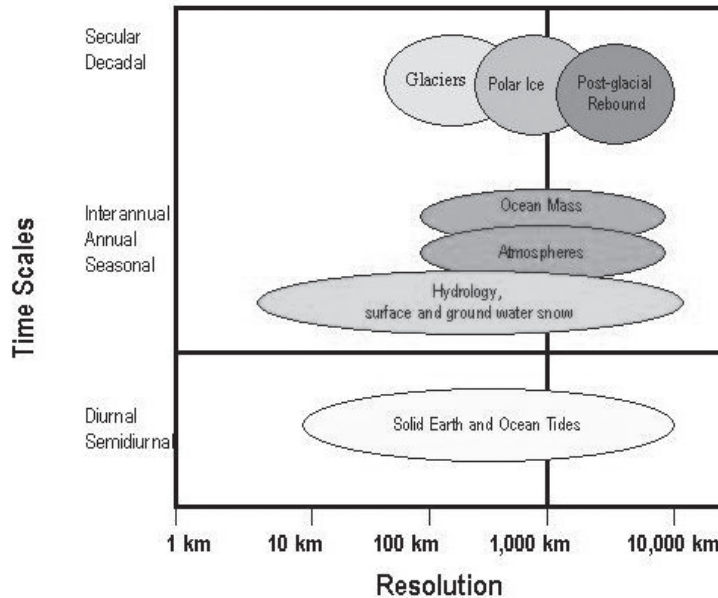 Secular
Decadal
Glaciers
Polar Ice
Post-glacial
Rebound
Time Scales
Interannual
Annual
Seasonal
Ocean Mass
Atmospheres
Hydrology,
surface and ground water snow
Diurnal
Semidiurnal
Solid Earth and Ocean Tides
1 km
10 km
100 km
1,000 km
10,000 km
Resolution